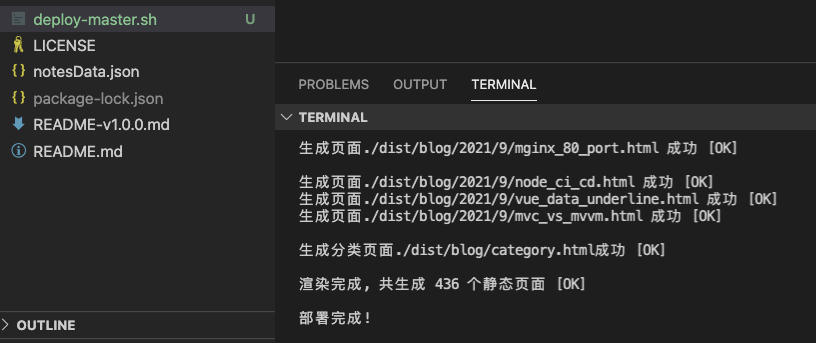 deploy-master.sh U
LICENSE
notesData.json
package-lock.json
README-v1.0.0.md
README.md
OUTLINE
PROBLEMS OUTPUT TERMINAL
TERMINAL
生成页面./dist/blog/2021/9/mginx_80_port.html 成功 [OK]
生成页面./dist/blog/2021/9/node_ci_cd.html 成功 [OK]
生成页面./dist/blog/2021/9/vue_data_underline.html 成功 [OK]
生成页面./dist/blog/2021/9/mvc_vs_mvvm.html 成功 [OK]
生成分类页面./dist/blog/category.html成功 [OK]
渲染完成, 共生成 436 个静态页面 [OK]
部署完成!